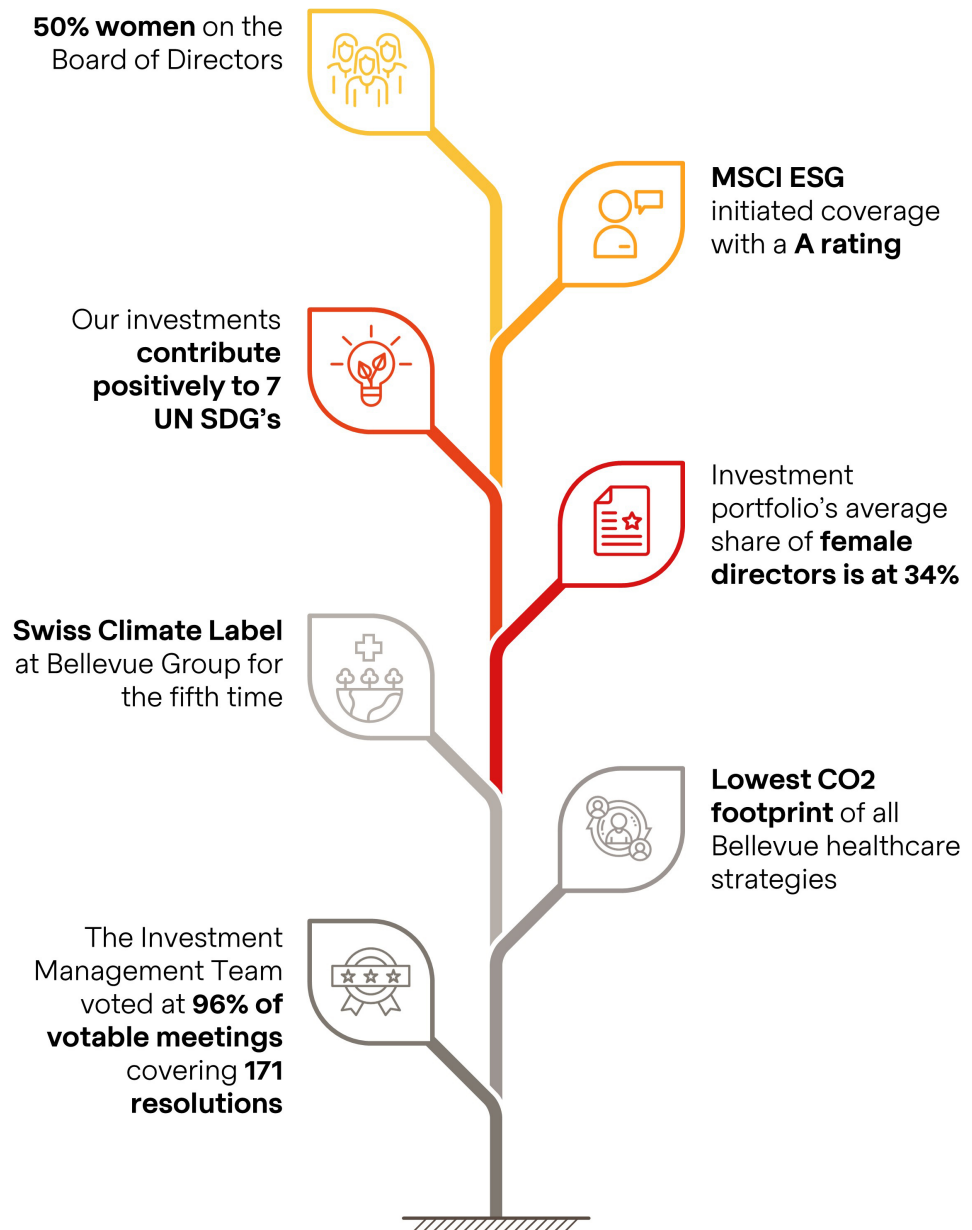 50% women on the
Board of Directors
MSCI ESG
initiated coverage
with a A rating
Our investments
contribute
positively to 7
UN SDG’s
Investment
portfolio’s average
share of female
directors is at 34%
Swiss Climate Label
at Bellevue Group for
the fifth time
Lowest CO2
footprint of all
Bellevue healthcare
strategies
The Investment
Management Team
voted at 96% of
votable meetings
covering 171
resolutions